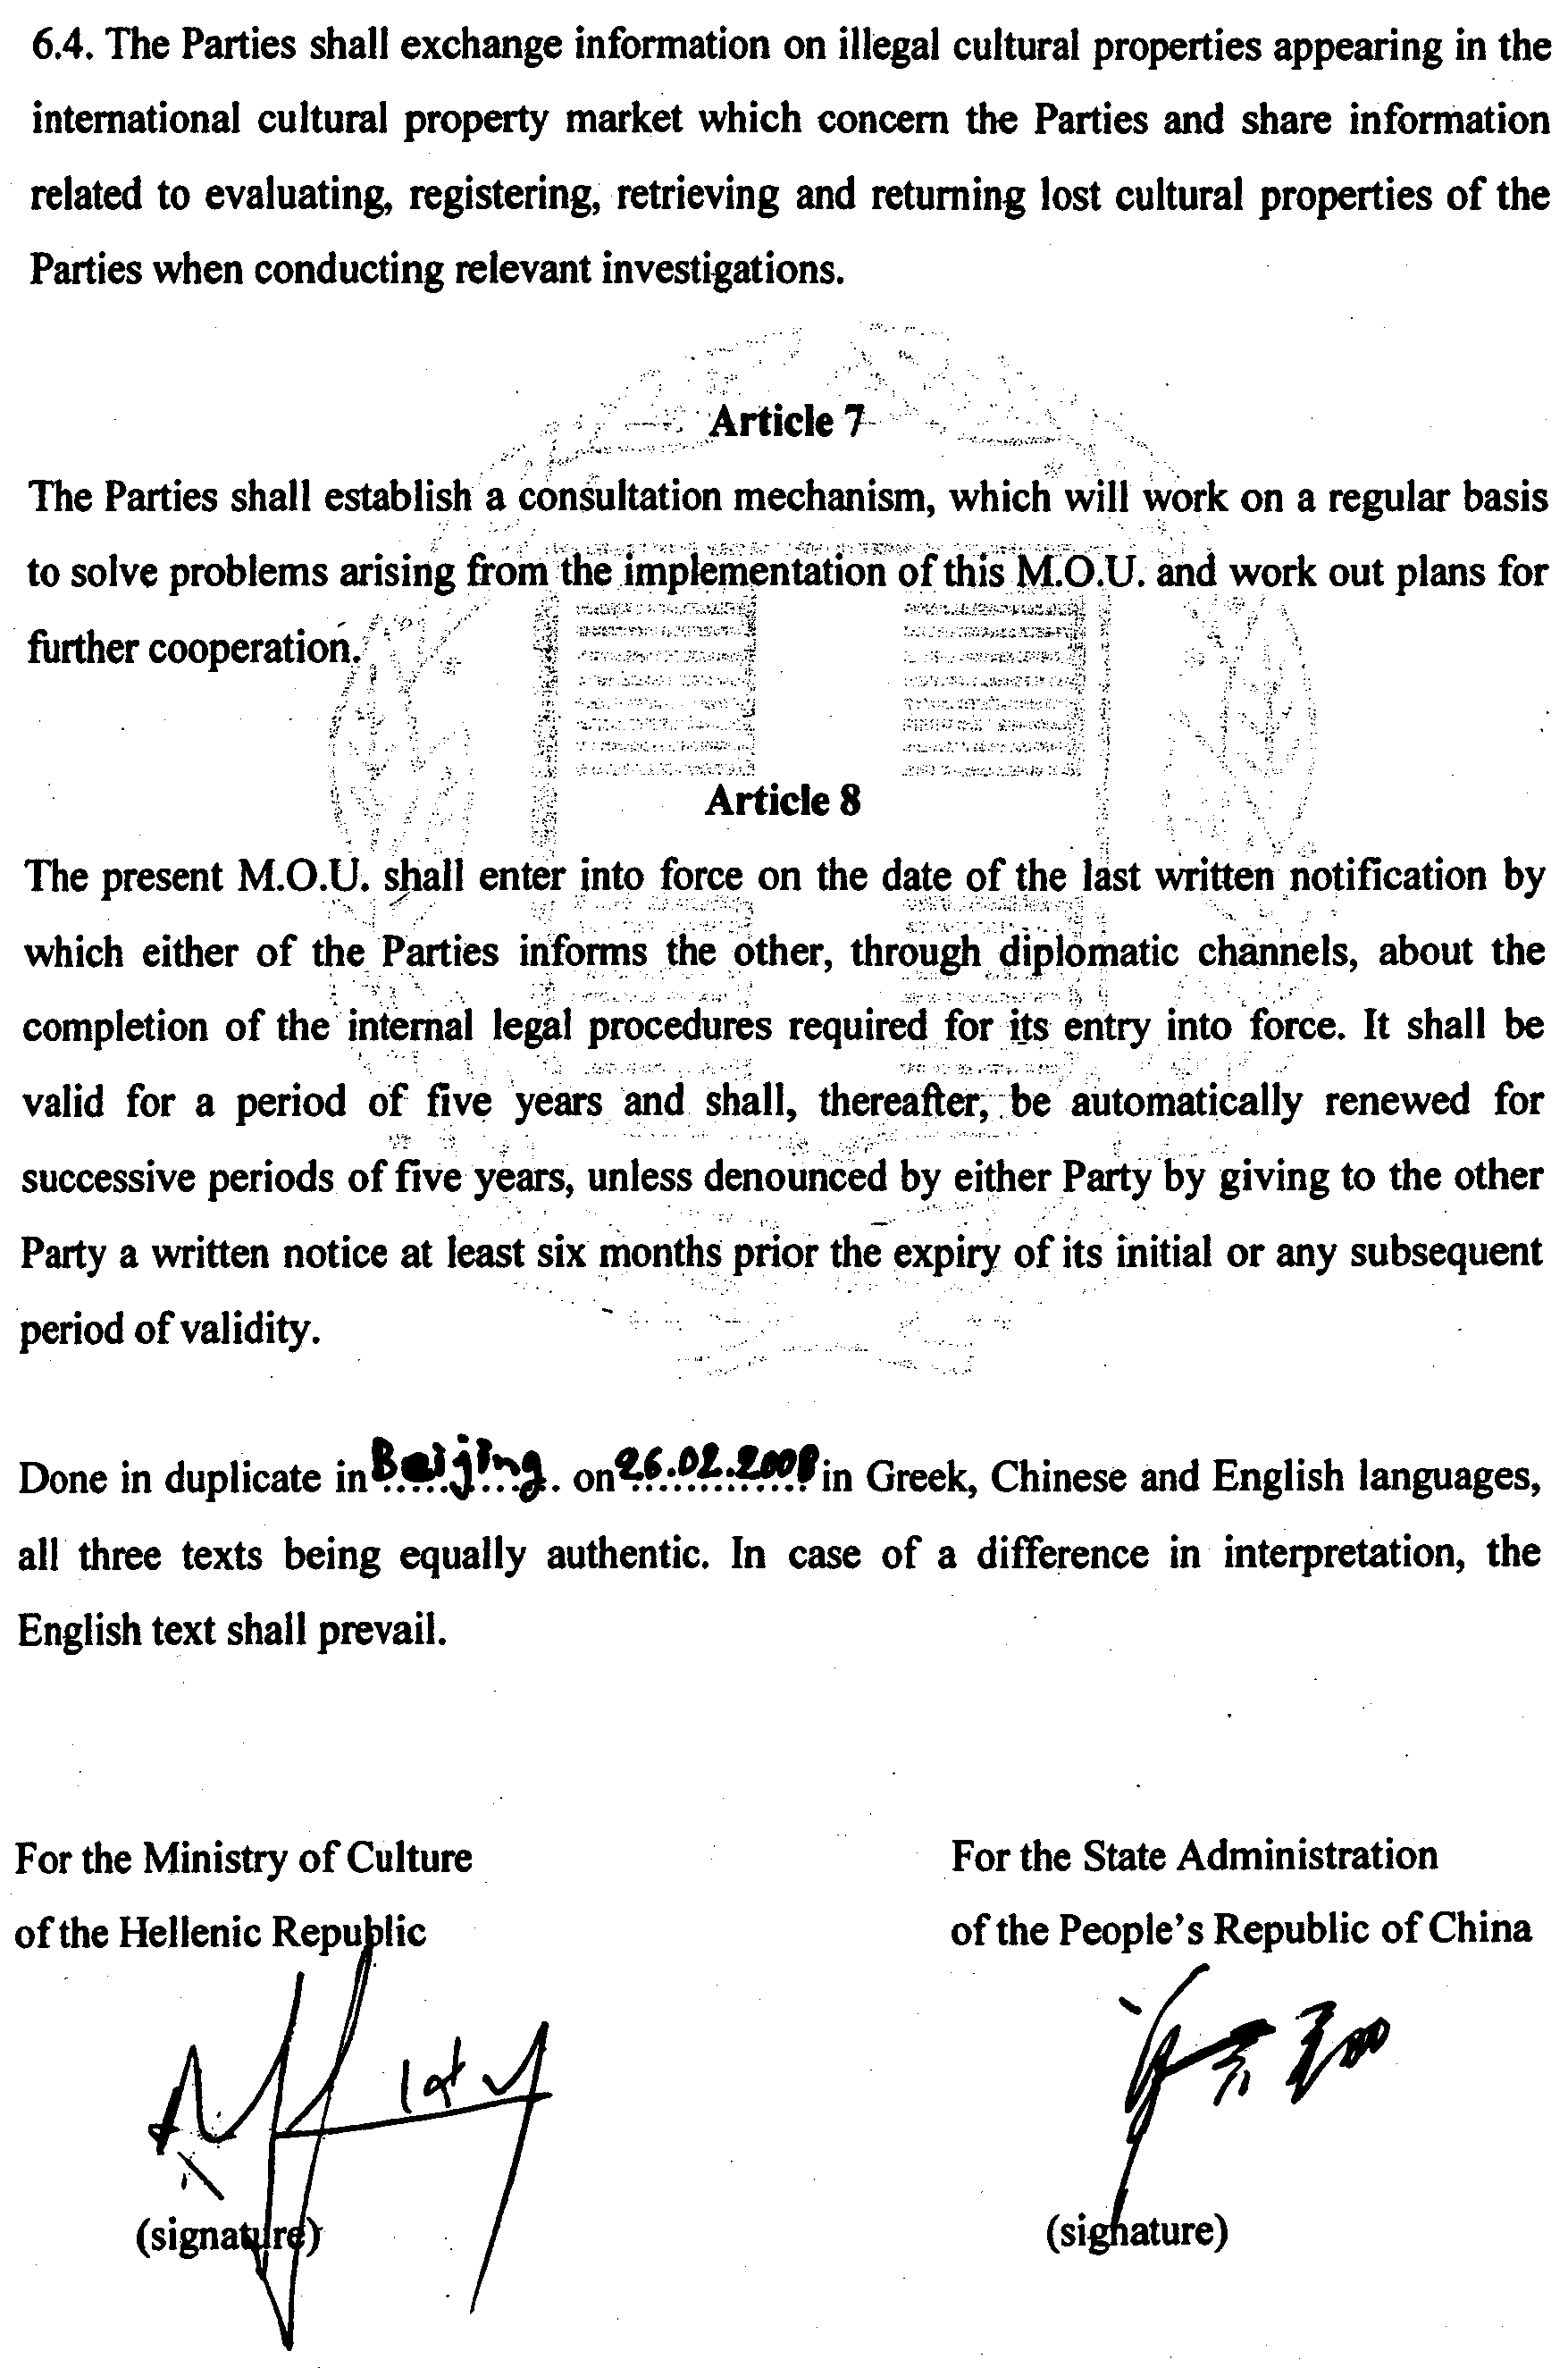 6.4. The Parties shall exchange information on illegal cultural properties appearing in the
international cultural property market which concern the Parties and share information
related to evaluating, registering, retrieving and returning lost cultural properties of the
Parties when conducting relevant investigations.
Article 7
The Parties shall establish a consultation mechanism, which will work on a regular basis
to solve problems arising from the implementation of this M.O.U. and work out plans for
further cooperation.
Article 8
The present M.O.U. shall enter into force on the date of the last written notification by
which either of the Parties informs the other, through diplomatic channels, about the
completion of the internal legal procedures required for its entry into force. It shall be
valid for a period of five years and shall, thereafter, be automatically renewed for
successive periods of five years, unless denounced by either Party by giving to the other
Party a written notice at least six months prior the expiry of its initial or any subsequent
period of validity.
Done in duplicate in Beijing. on 26.02.2008 in Greek, Chinese and English languages,
all three texts being equally authentic. In case of a difference in interpretation, the
English text shall prevail.
For the Ministry of Culture
of the Hellenic Republic
For the State Administration
of the People's Republic of China
(signature)
(signature)